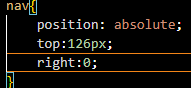 nav{
position: absolute;
top:126px;
right:0;
}